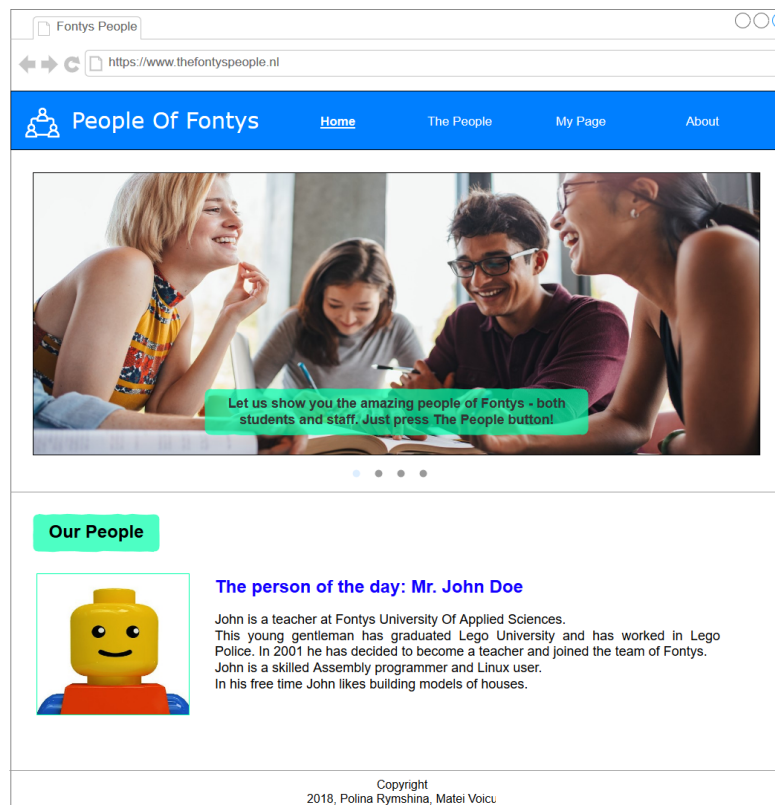 Fontys People
https://www.thefontyspeople.nl
People Of Fontys
Home
The People
My Page
About
Let us show you the amazing people of Fontys - both
students and staff. Just press The People button!
Our People
The person of the day: Mr. John Doe
John is a teacher at Fontys University Of Applied Sciences.
This young gentleman has graduated Lego University and has worked in Lego
Police. In 2001 he has decided to become a teacher and joined the team of Fontys.
John is a skilled Assembly programmer and Linux user.
In his free time John likes building models of houses.
Copyright
2018, Polina Rymshina, Matei Voicu